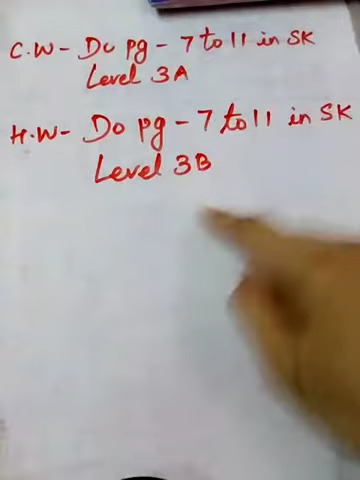 C.W - Do pg - 7 to 11 in SK
Level 3A
H.W - Do pg - 7 to 11 in SK
Level 3B